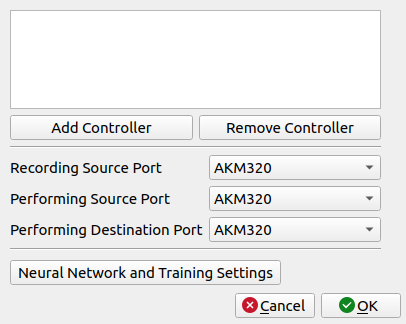 Add Controller Remove Controller
Recording Source Port AKM320
Performing Source Port AKM320
Performing Destination Port AKM320
Neural Network and Training Settings
Cancel OK